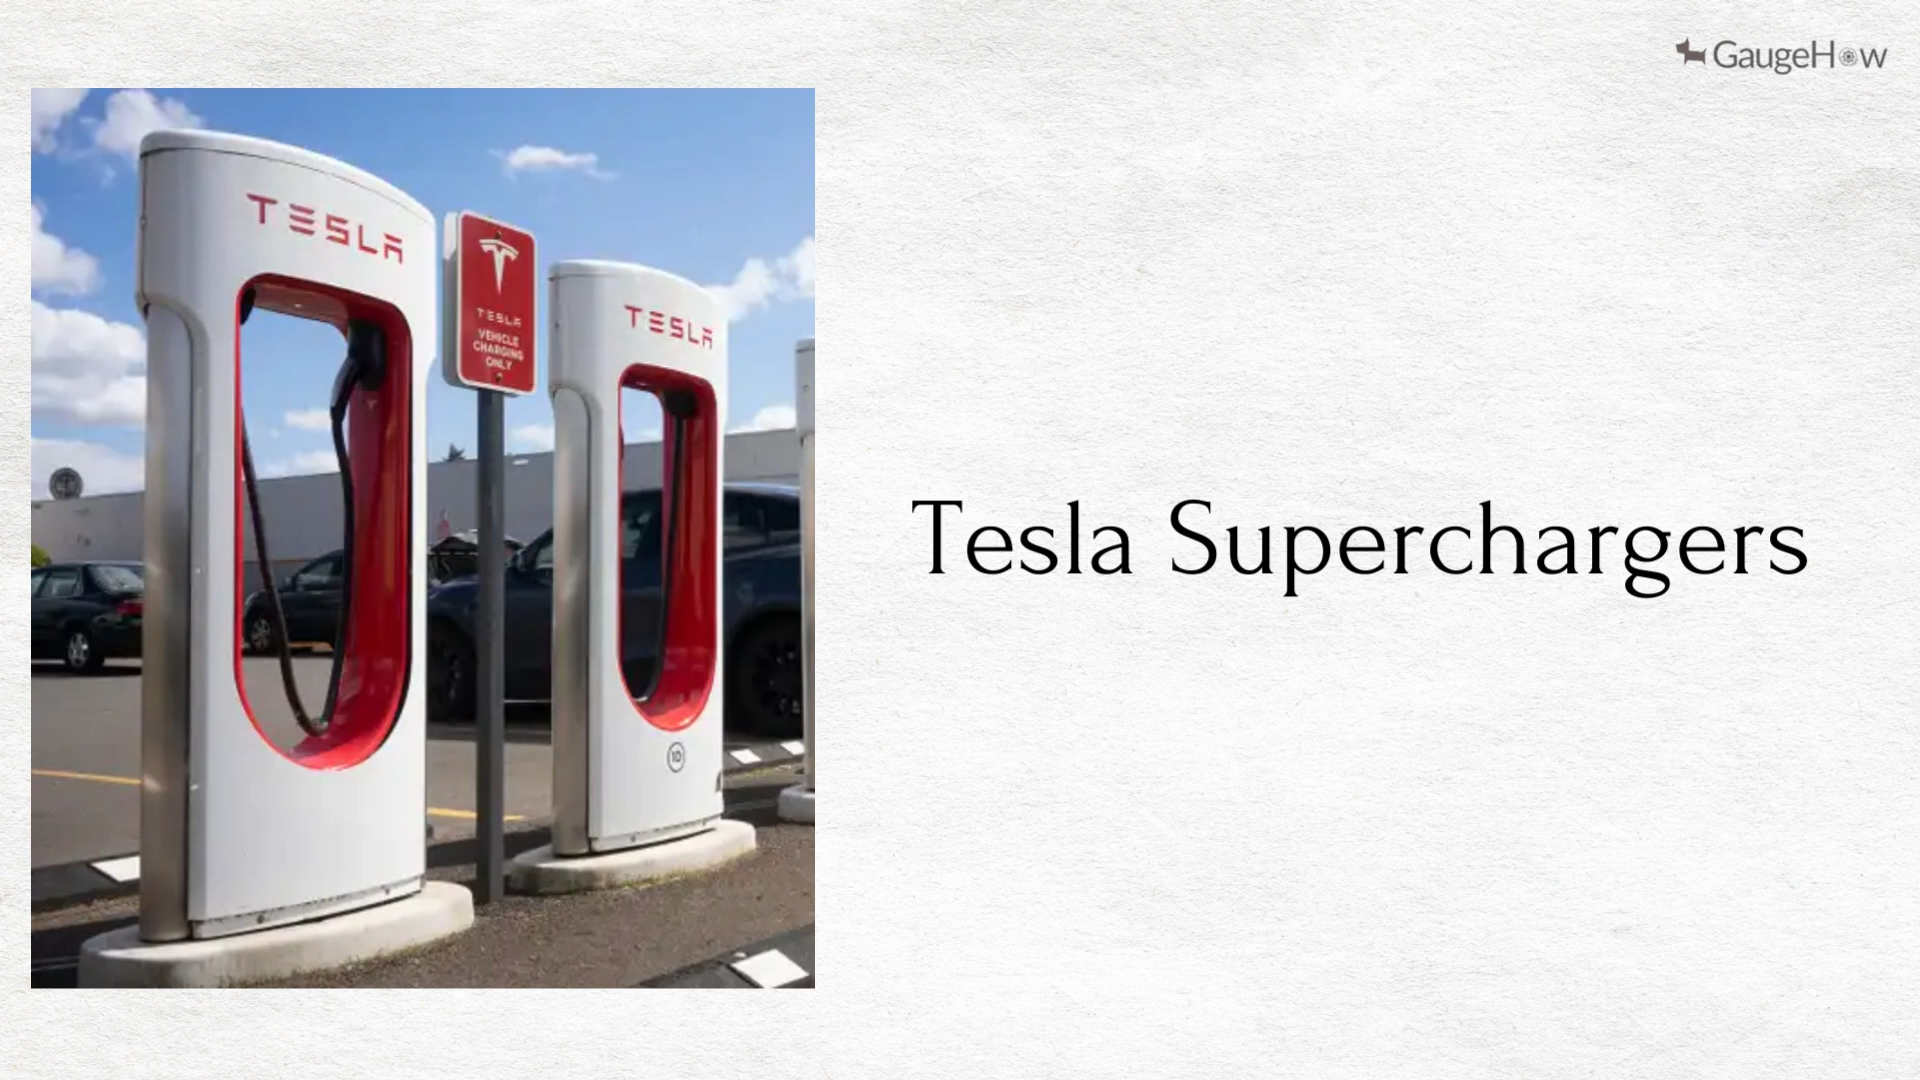 GaugeHow
TESLA
TESLA
VEHICLE
CHARGING
ONLY
TESLA
10
Tesla Superchargers